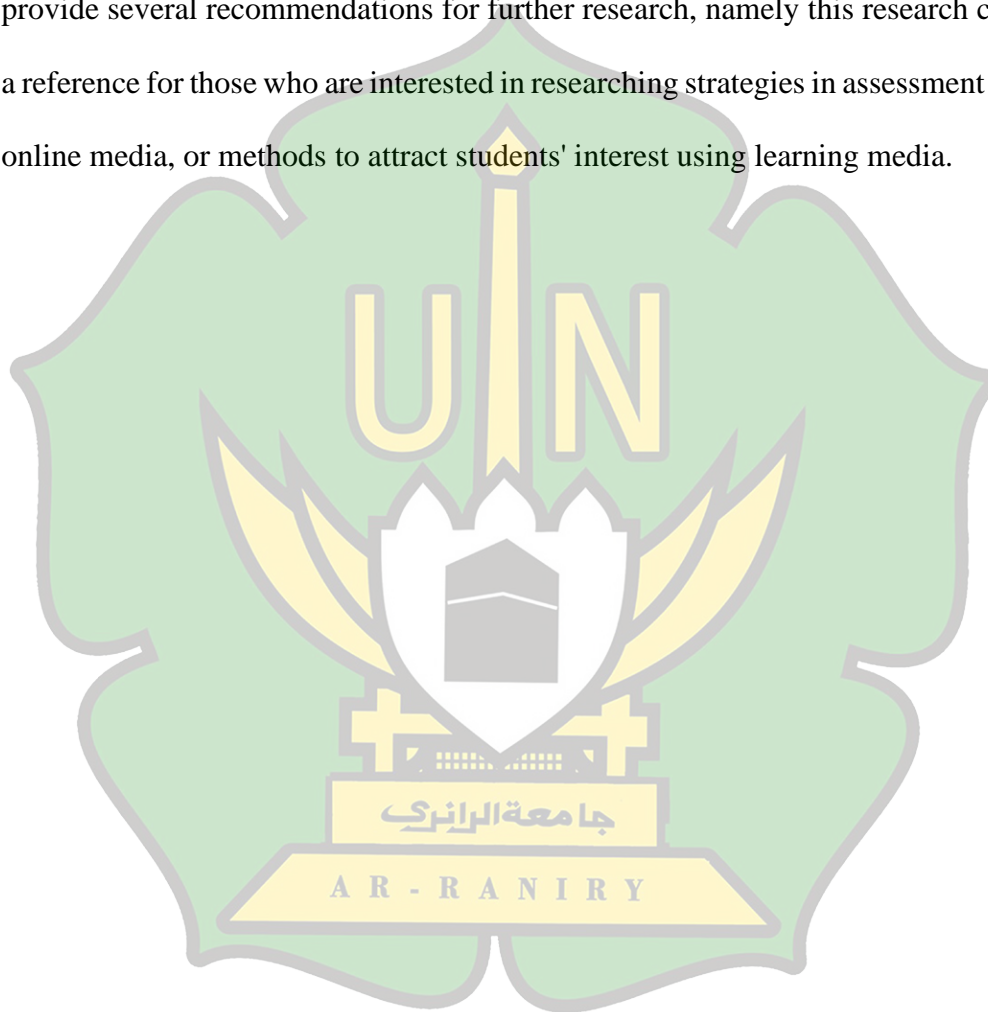 provide several recommendations for further research, namely this research c
a reference for those who are interested in researching strategies in assessment
online media, or methods to attract students' interest using learning media.
UIN
جامعةالرانري
AR-RANIRY